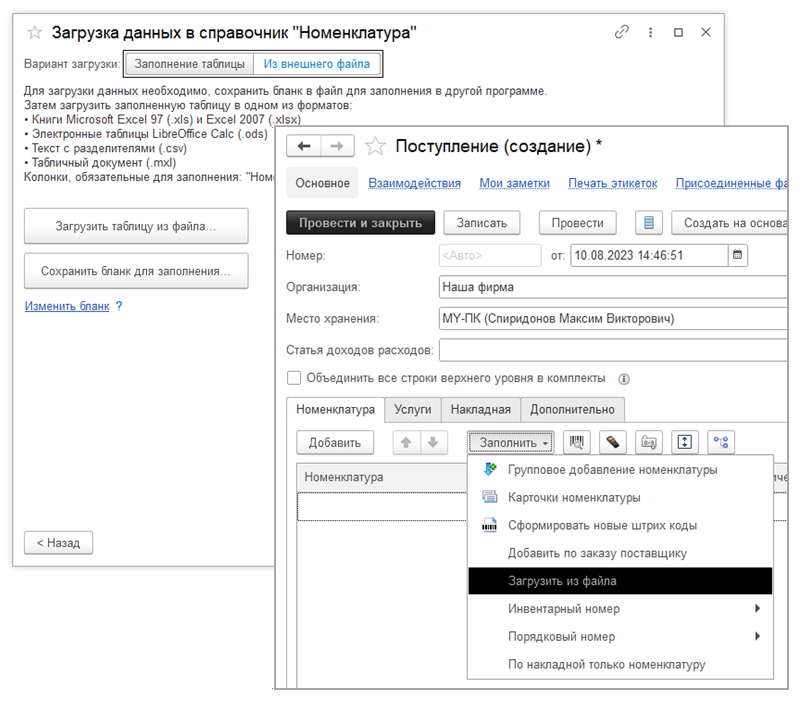 Загрузка данных в справочник "Номенклатура"
Вариант загрузки: Заполнение таблицы Из внешнего файла
Для загрузки данных необходимо, сохранить бланк в файл для заполнения в другой программе.
Затем загрузить заполненную таблицу в одном из форматов:
• Книги Microsoft Excel 97 (.xls) и Excel 2007 (.xlsx)
• Электронные таблицы LibreOffice Calc (.ods)
• Текст с разделителями (.csv)
• Табличный документ (.mxl)
Колонки, обязательные для заполнения: "Ном
Загрузить таблицу из файла...
Сохранить бланк для заполнения...
Изменить бланк ?
< Назад
Поступление (создание) *
Основное Взаимодействия Мои заметки Печать этикеток Присоединенные фа
Провести и закрыть Записать Провести Создать на основа
Номер: <Авто> от: 10.08.2023 14:46:51
Организация: Наша фирма
Место хранения: МУ-ПК (Спиридонов Максим Викторович)
Статья доходов расходов:
Объединить все строки верхнего уровня в комплекты
Номенклатура Услуги Накладная Дополнительно
Добавить Заполнить
Номенклатура иче
Групповое добавление номенклатуры
Карточки номенклатуры
Сформировать новые штрих коды
Добавить по заказу поставщику
Загрузить из файла
Инвентарный номер
Порядковый номер
По накладной только номенклатуру